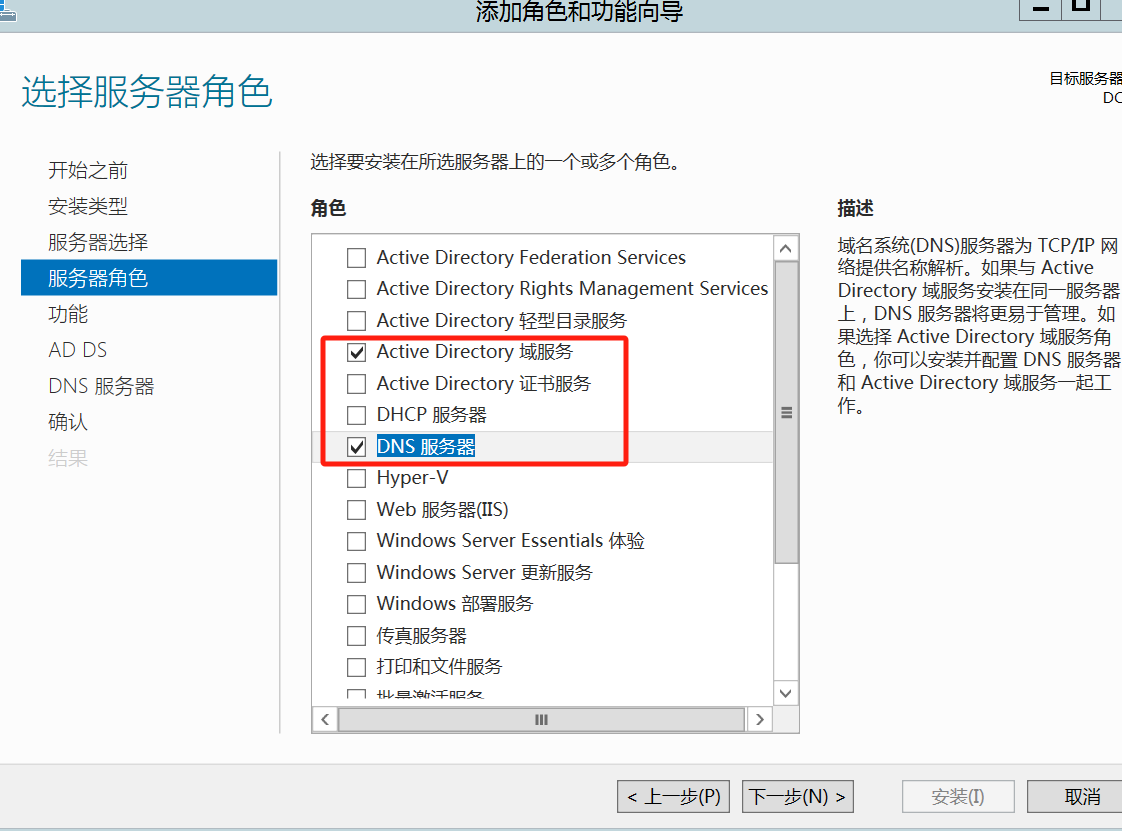 添加角色和功能向导
选择服务器角色
目标服务器
DC
开始之前
安装类型
服务器选择
服务器角色
功能
AD DS
DNS 服务器
确认
结果
选择要安装在所选服务器上的一个或多个角色。
角色
Active Directory Federation Services
Active Directory Rights Management Services
Active Directory 轻型目录服务
Active Directory 域服务
Active Directory 证书服务
DHCP 服务器
DNS 服务器
Hyper-V
Web 服务器(IIS)
Windows Server Essentials 体验
Windows Server 更新服务
Windows 部署服务
传真服务器
打印和文件服务
批量激活服务
描述
域名系统(DNS)服务器为 TCP/IP 网
络提供名称解析。如果与 Active
Directory 域服务安装在同一服务器
上，DNS 服务器将更易于管理。如
果选择 Active Directory 域服务角
色，你可以安装并配置 DNS 服务器
和 Active Directory 域服务一起工
作。
< 上一步(P)
下一步(N) >
安装(I)
取消